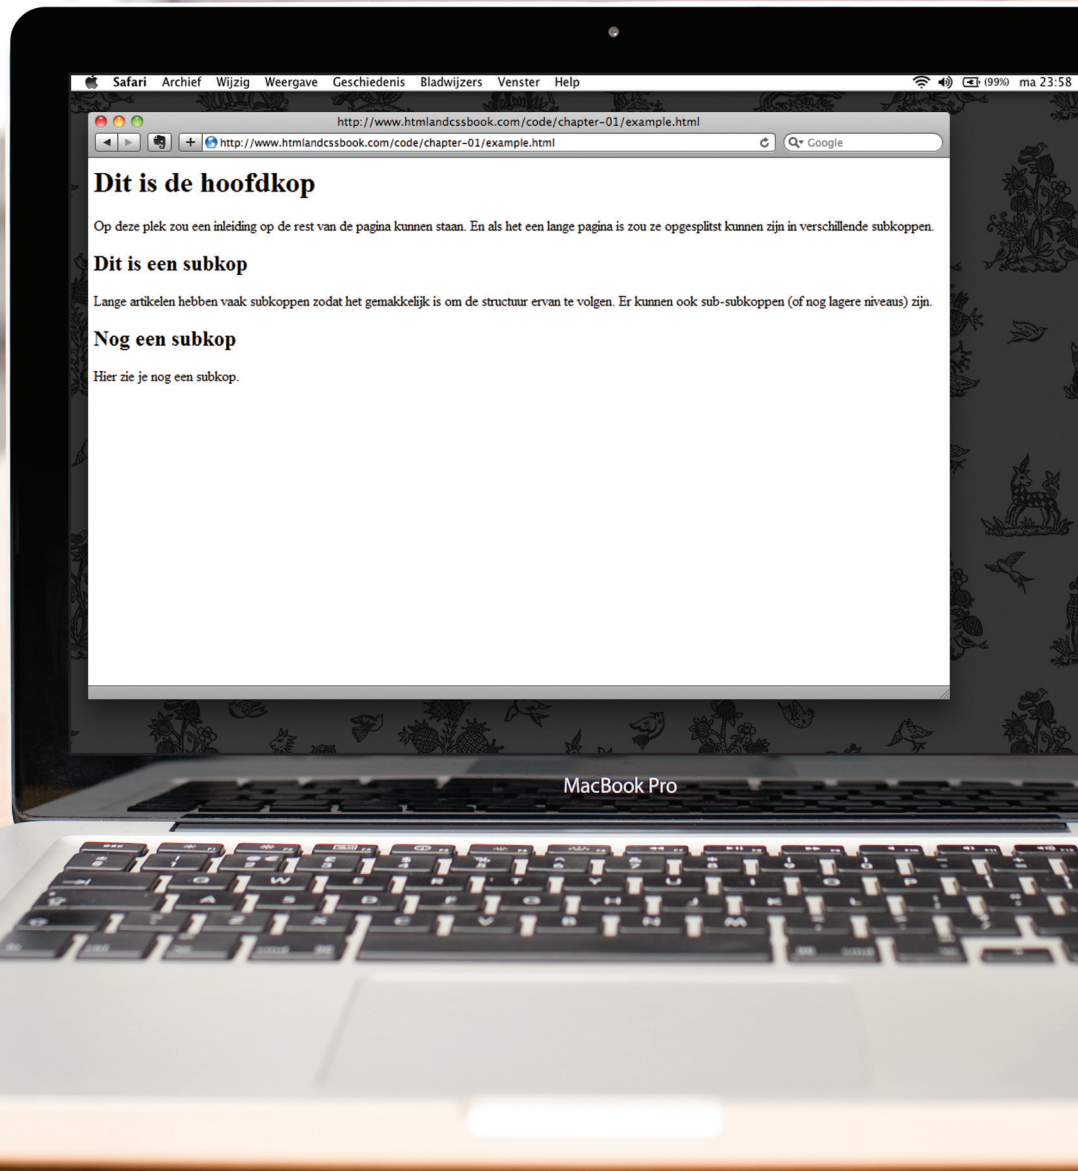 Safari Archief Wijzig Weergave Geschiedenis Bladwijzers Venster Help (99%) ma 23:58
http://www.htmlandcssbook.com/code/chapter-01/example.html
+ http://www.htmlandcssbook.com/code/chapter-01/example.html Google
Dit is de hoofdkop
Op deze plek zou een inleiding op de rest van de pagina kunnen staan. En als het een lange pagina is zou ze opgesplitst kunnen zijn in verschillende subkoppen.
Dit is een subkop
Lange artikelen hebben vaak subkoppen zodat het gemakkelijk is om de structuur ervan te volgen. Er kunnen ook sub-subkoppen (of nog lagere niveaus) zijn.
Nog een subkop
Hier zie je nog een subkop.
MacBook Pro